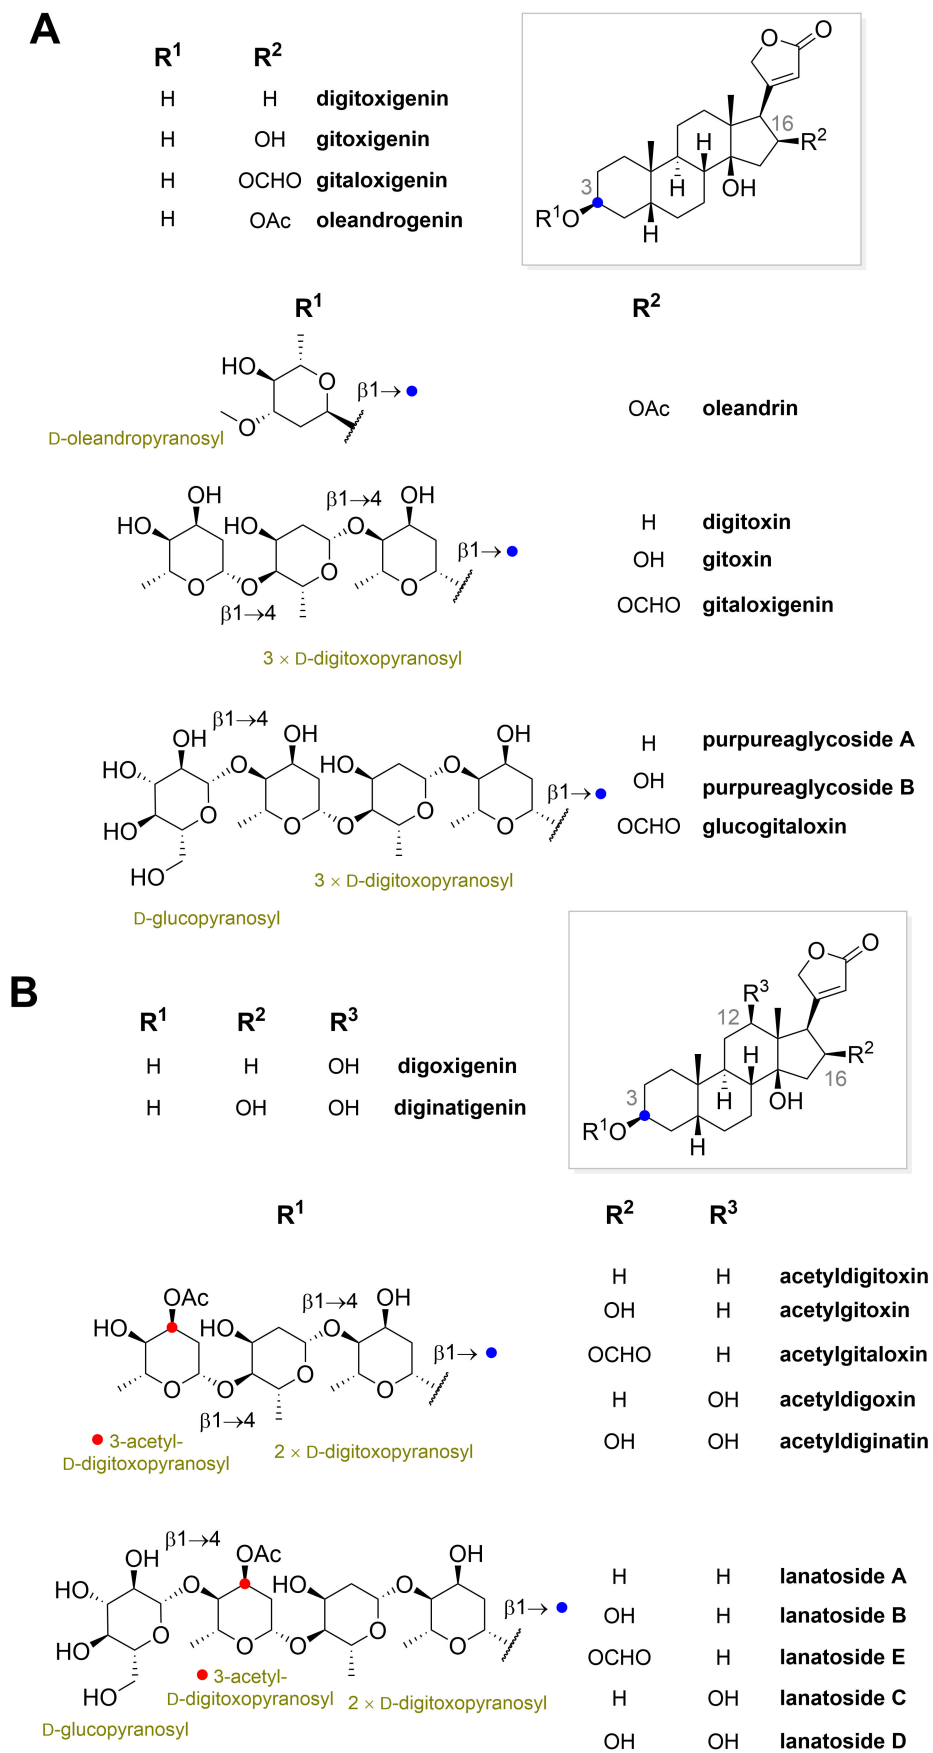 A
R¹ R²
H H digitoxigenin
H OH gitoxigenin
H OCHO gitaloxigenin
H OAc oleandrogenin
O O
16
R²
H
H
OH
3
R¹O
H
R¹ R²
HO
O
β1→
O
D-oleandropyranosyl
OAc oleandrin
OH β1→4 OH
HO HO O
O β1→
O O O
β1→4
3 × D-digitoxopyranosyl
H digitoxin
OH gitoxin
OCHO gitaloxigenin
β1→4
OH OH OH
HO O HO O
O O β1→
HO O O O
HO
3 × D-digitoxopyranosyl
D-glucopyranosyl
H purpureaglycoside A
OH purpureaglycoside B
OCHO glucogitaloxin
B
R¹ R² R³
H H OH digoxigenin
H OH OH diginatigenin
O O
R³
12
H R²
16
H
OH
3
R¹O
H
R¹ R² R³
OAc β1→4 OH
HO HO O
O β1→
O O O
β1→4
3-acetyl-
D-digitoxopyranosyl
2 × D-digitoxopyranosyl
H H acetyldigitoxin
OH H acetylgitoxin
OCHO H acetylgitaloxin
H OH acetyldigoxin
OH OH acetyldiginatin
β1→4
OH OAc OH
HO O HO O
O O β1→
HO O O O
HO
3-acetyl-
D-digitoxopyranosyl
2 × D-digitoxopyranosyl
D-glucopyranosyl
H H lanatoside A
OH H lanatoside B
OCHO H lanatoside E
H OH lanatoside C
OH OH lanatoside D